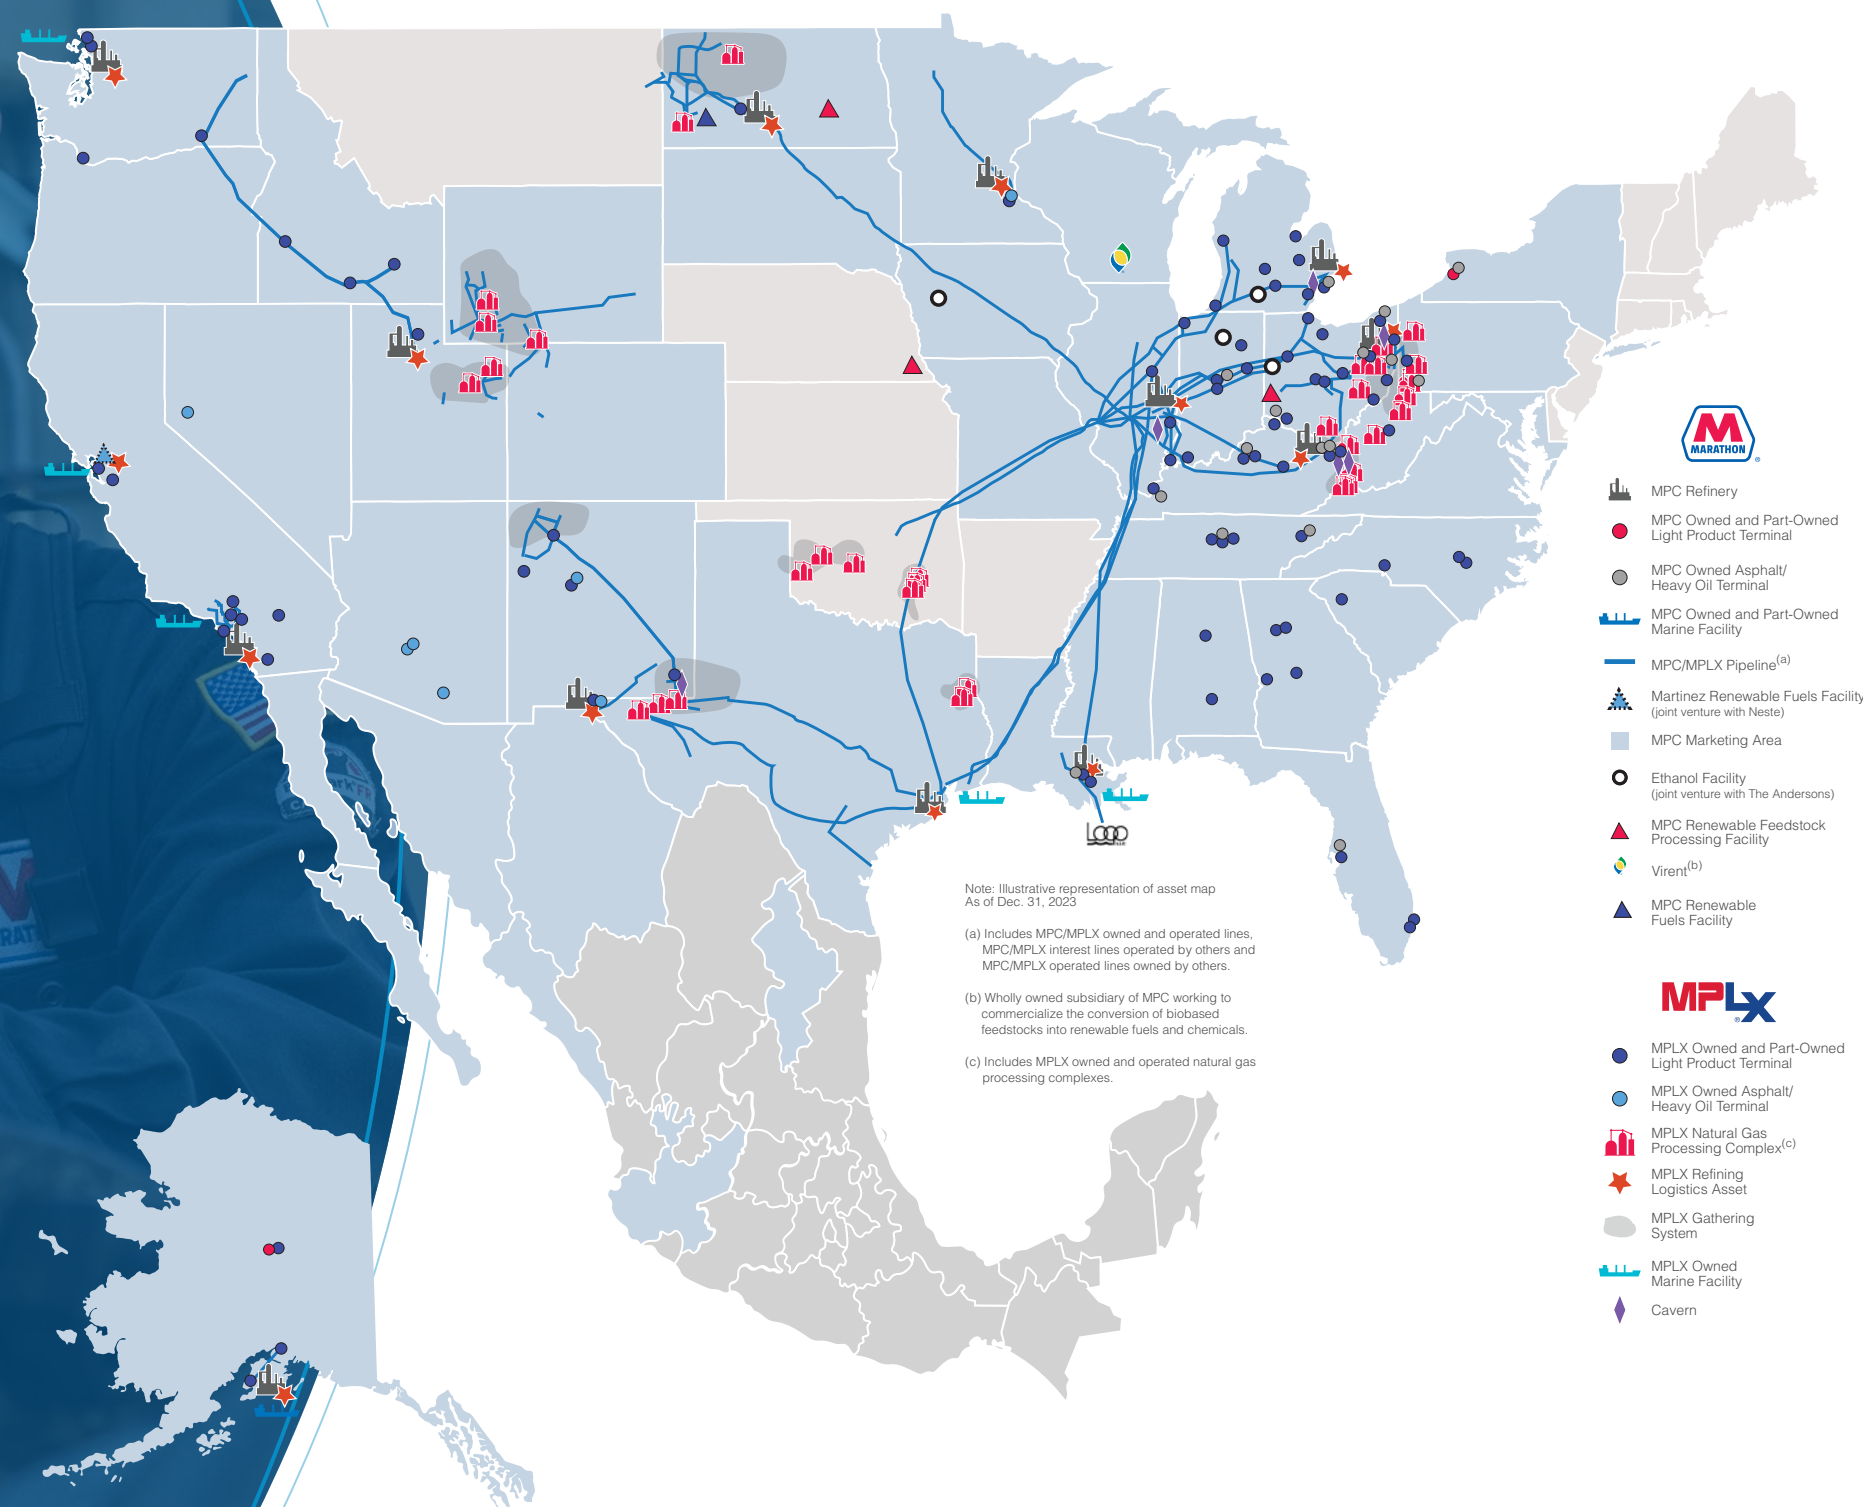 MARATHON
MPC Refinery
MPC Owned and Part-Owned
Light Product Terminal
MPC Owned Asphalt/
Heavy Oil Terminal
MPC Owned and Part-Owned
Marine Facility
MPC/MPLX Pipeline(a)
Martinez Renewable Fuels Facility
(joint venture with Neste)
MPC Marketing Area
Ethanol Facility
(joint venture with The Andersons)
MPC Renewable Feedstock
Processing Facility
Virent(b)
MPC Renewable
Fuels Facility
MPLX
MPLX Owned and Part-Owned
Light Product Terminal
MPLX Owned Asphalt/
Heavy Oil Terminal
MPLX Natural Gas
Processing Complex(c)
MPLX Refining
Logistics Asset
MPLX Gathering
System
MPLX Owned
Marine Facility
Cavern
Note: Illustrative representation of asset map
As of Dec. 31, 2023
(a) Includes MPC/MPLX owned and operated lines,
MPC/MPLX interest lines operated by others and
MPC/MPLX operated lines owned by others.
(b) Wholly owned subsidiary of MPC working to
commercialize the conversion of biobased
feedstocks into renewable fuels and chemicals.
(c) Includes MPLX owned and operated natural gas
processing complexes.